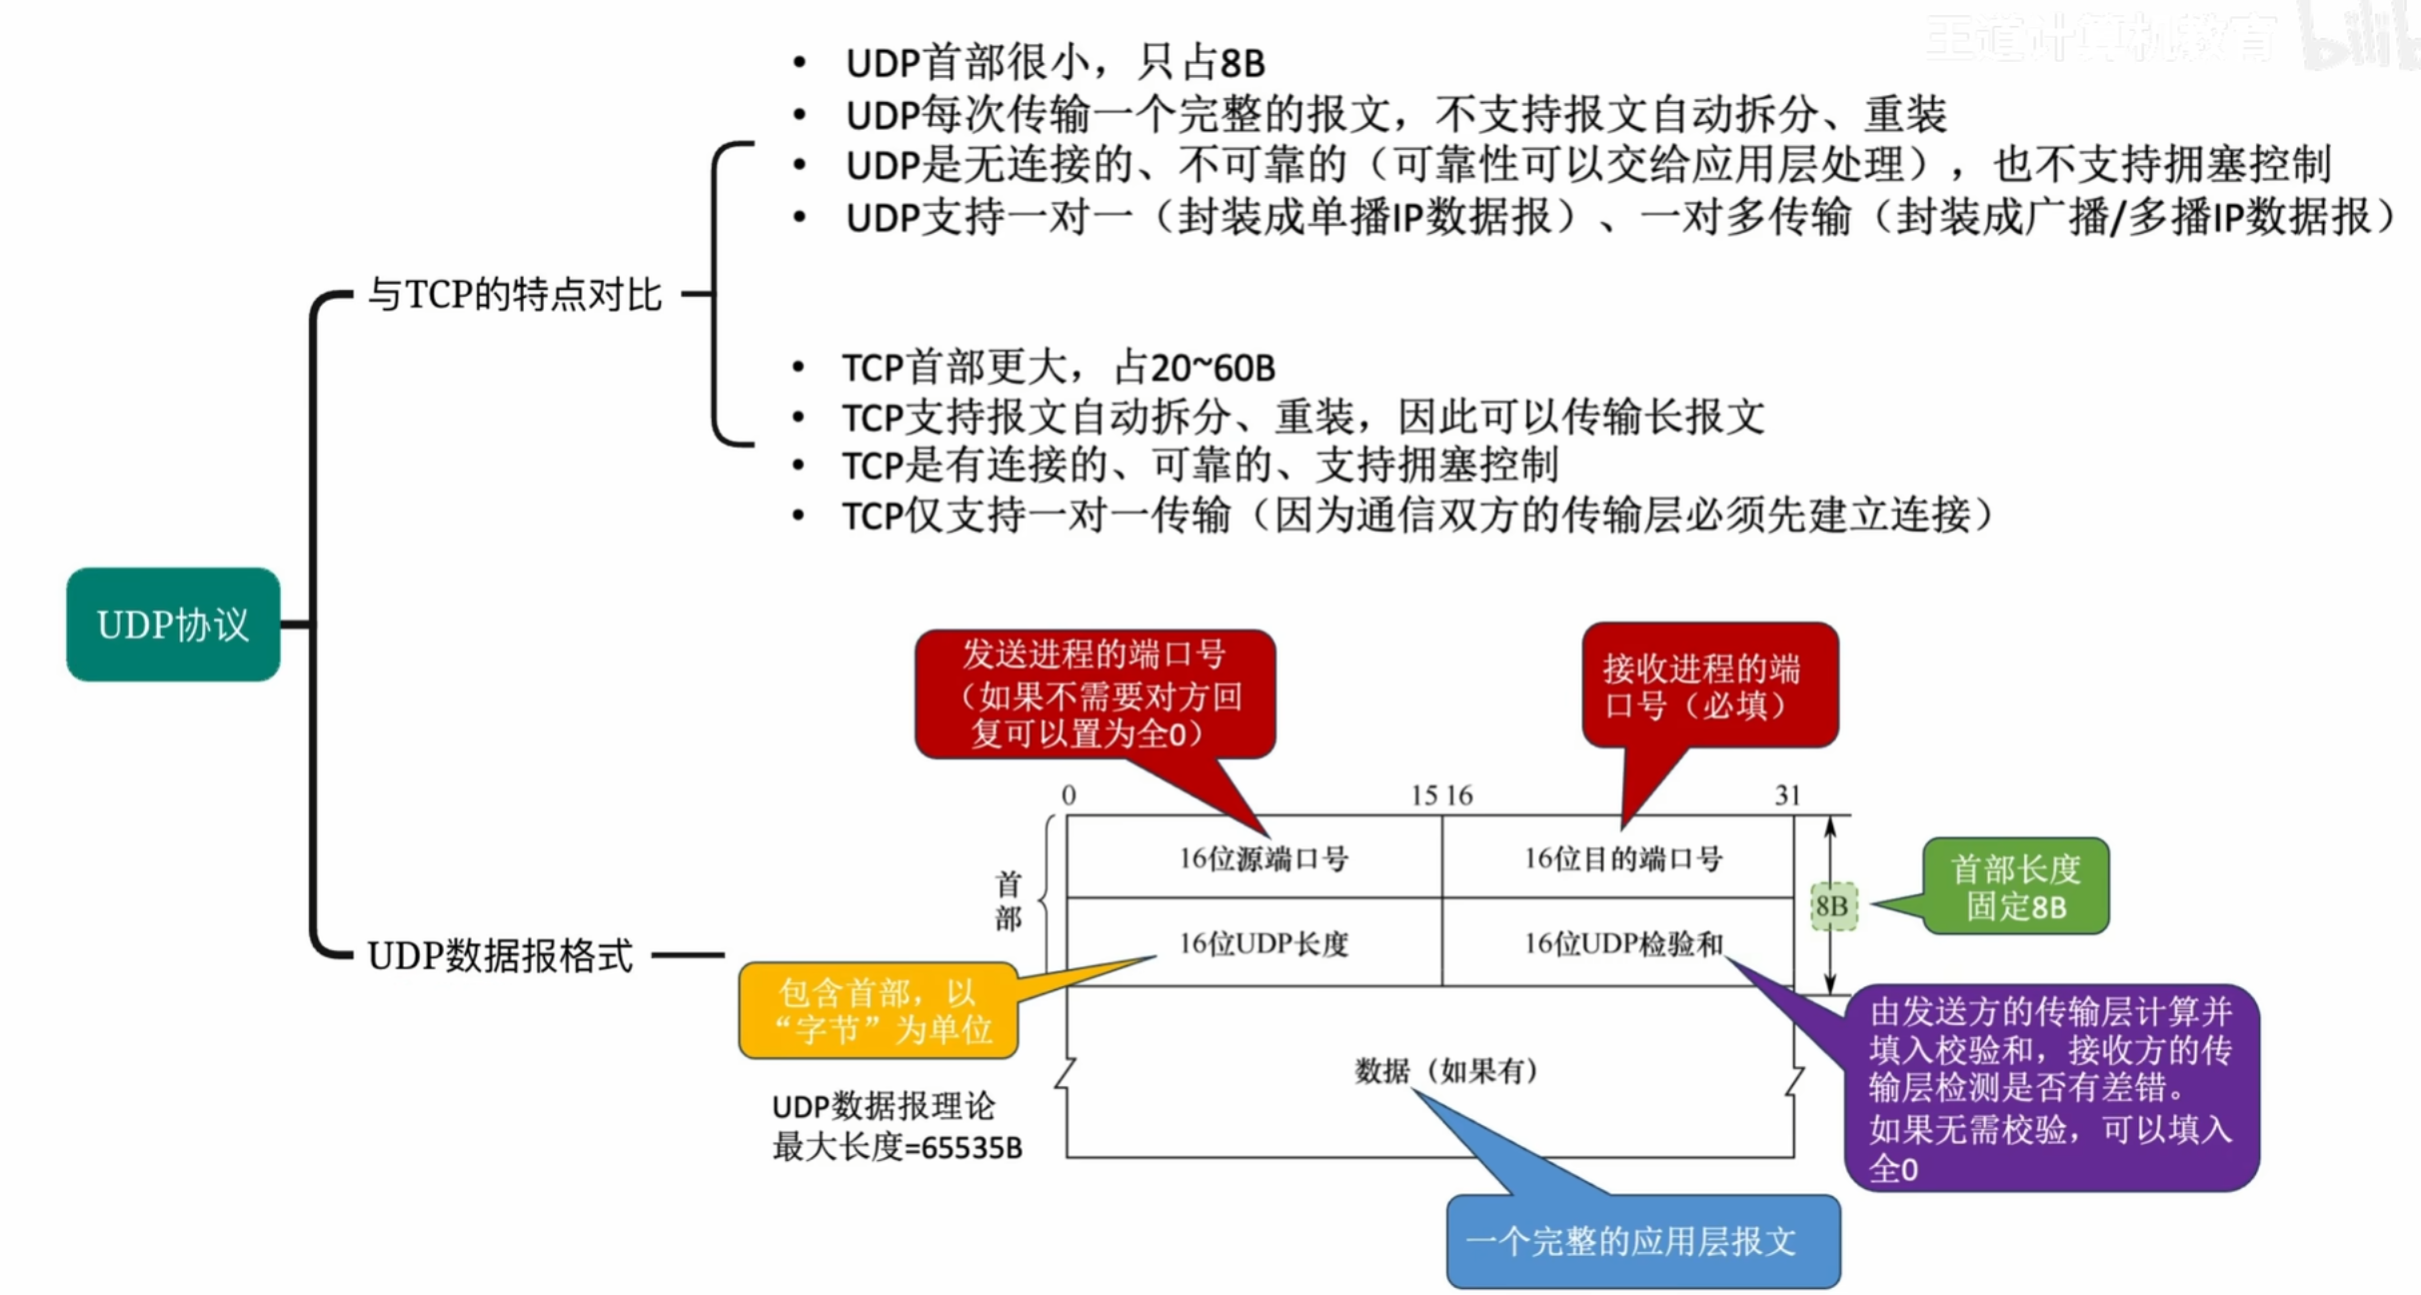 王道计算机教育
bilibili
• UDP首部很小，只占8B
• UDP每次传输一个完整的报文，不支持报文自动拆分、重装
• UDP是无连接的、不可靠的（可靠性可以交给应用层处理），也不支持拥塞控制
• UDP支持一对一（封装成单播IP数据报）、一对多传输（封装成广播/多播IP数据报）
与TCP的特点对比
• TCP首部更大，占20~60B
• TCP支持报文自动拆分、重装，因此可以传输长报文
• TCP是有连接的、可靠的、支持拥塞控制
• TCP仅支持一对一传输（因为通信双方的传输层必须先建立连接）
UDP协议
发送进程的端口号
（如果不需要对方回
复可以置为全0）
接收进程的端
口号（必填）
0 15 16 31
首
部
16位源端口号 16位目的端口号
8B
首部长度
固定8B
16位UDP长度 16位UDP检验和
UDP数据报格式
包含首部，以
“字节”为单位
由发送方的传输层计算并
填入校验和，接收方的传
输层检测是否有差错。
如果无需校验，可以填入
全0
数据（如果有）
UDP数据报理论
最大长度=65535B
一个完整的应用层报文